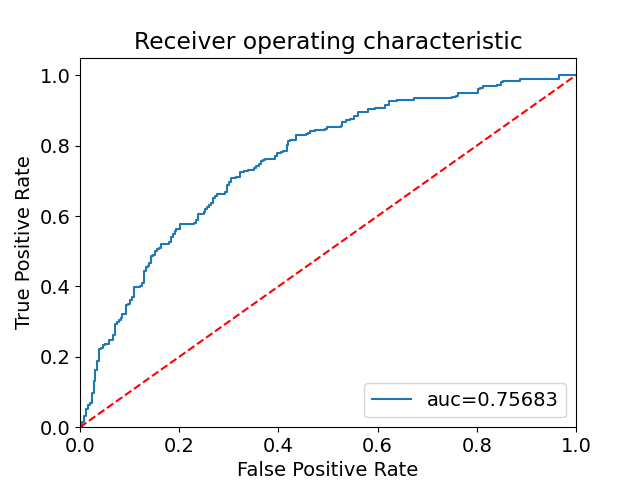 Receiver operating characteristic
True Positive Rate
1.0
0.8
0.6
0.4
0.2
0.0
auc=0.75683
0.0 0.2 0.4 0.6 0.8 1.0
False Positive Rate